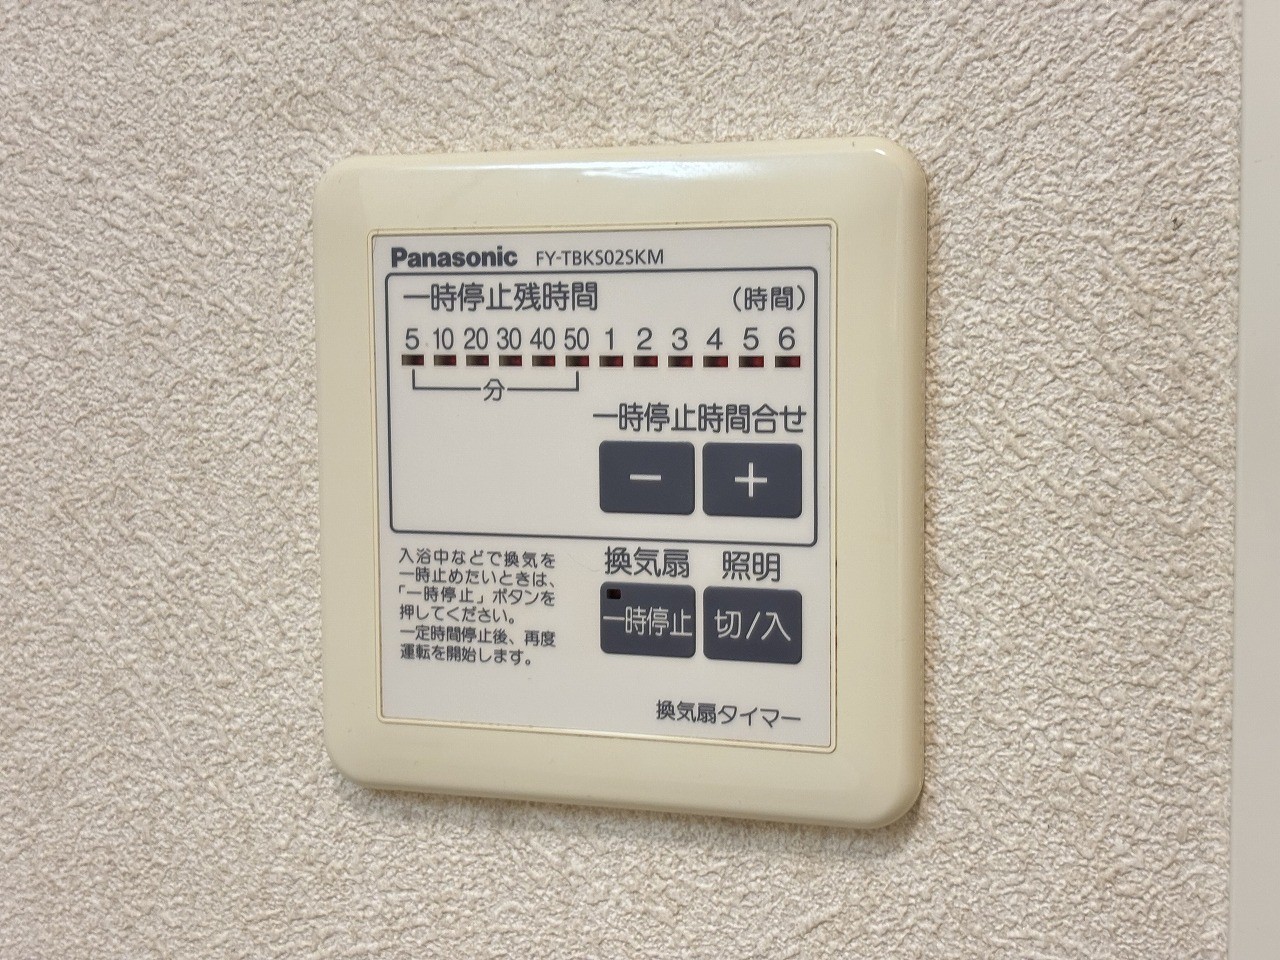 Panasonic FY-TBKS02SKM
一時停止残時間 (時間)
5 10 20 30 40 50 1 2 3 4 5 6
分
一時停止時間合せ
− +
換気扇 照明
一時停止 切/入
入浴中などで換気を
一時止めたいときは、
「一時停止」ボタンを
押してください。
一定時間停止後、再度
運転を開始します。
換気扇タイマー